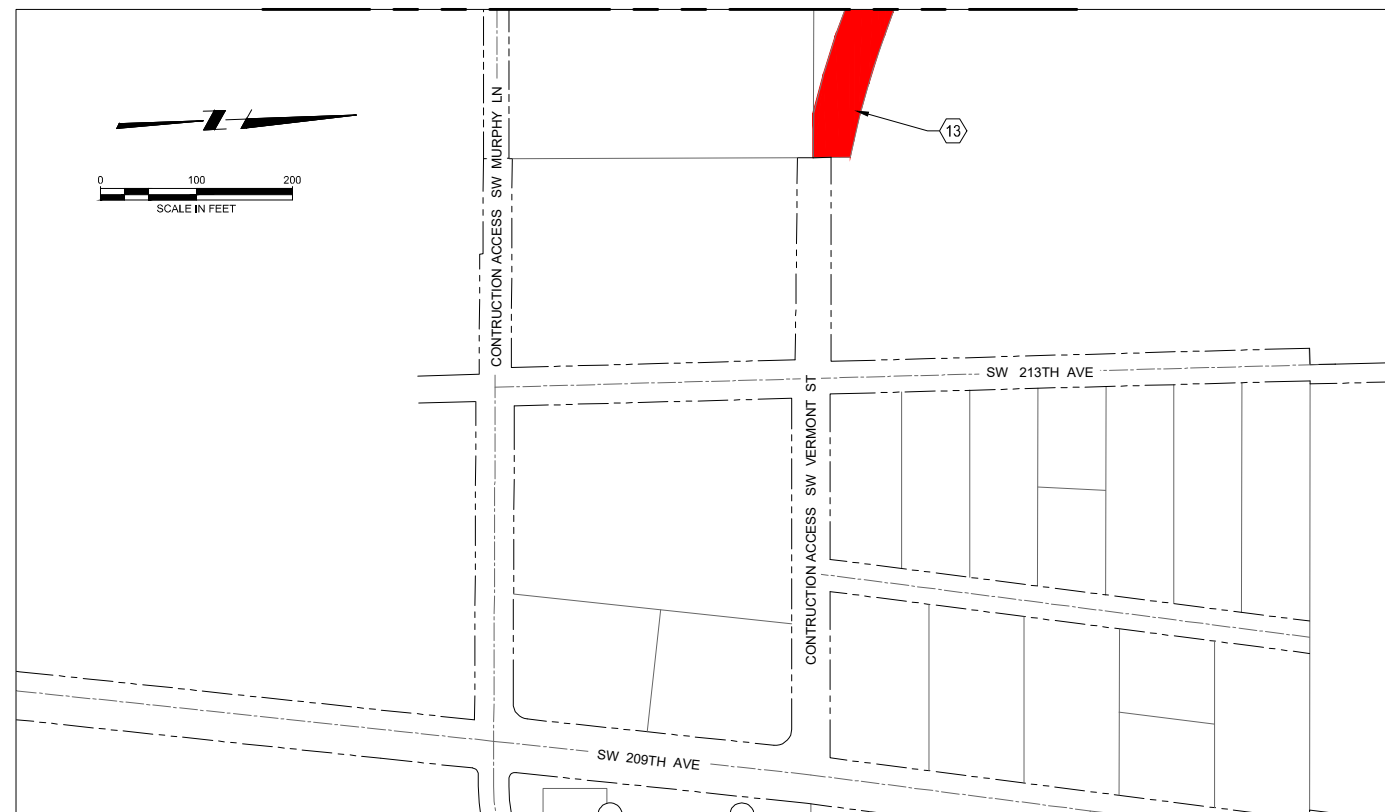 13
0 100 200
SCALE IN FEET
CONTRUCTION ACCESS SW MURPHY LN
SW 213TH AVE
CONTRUCTION ACCESS SW VERMONT ST
SW 209TH AVE